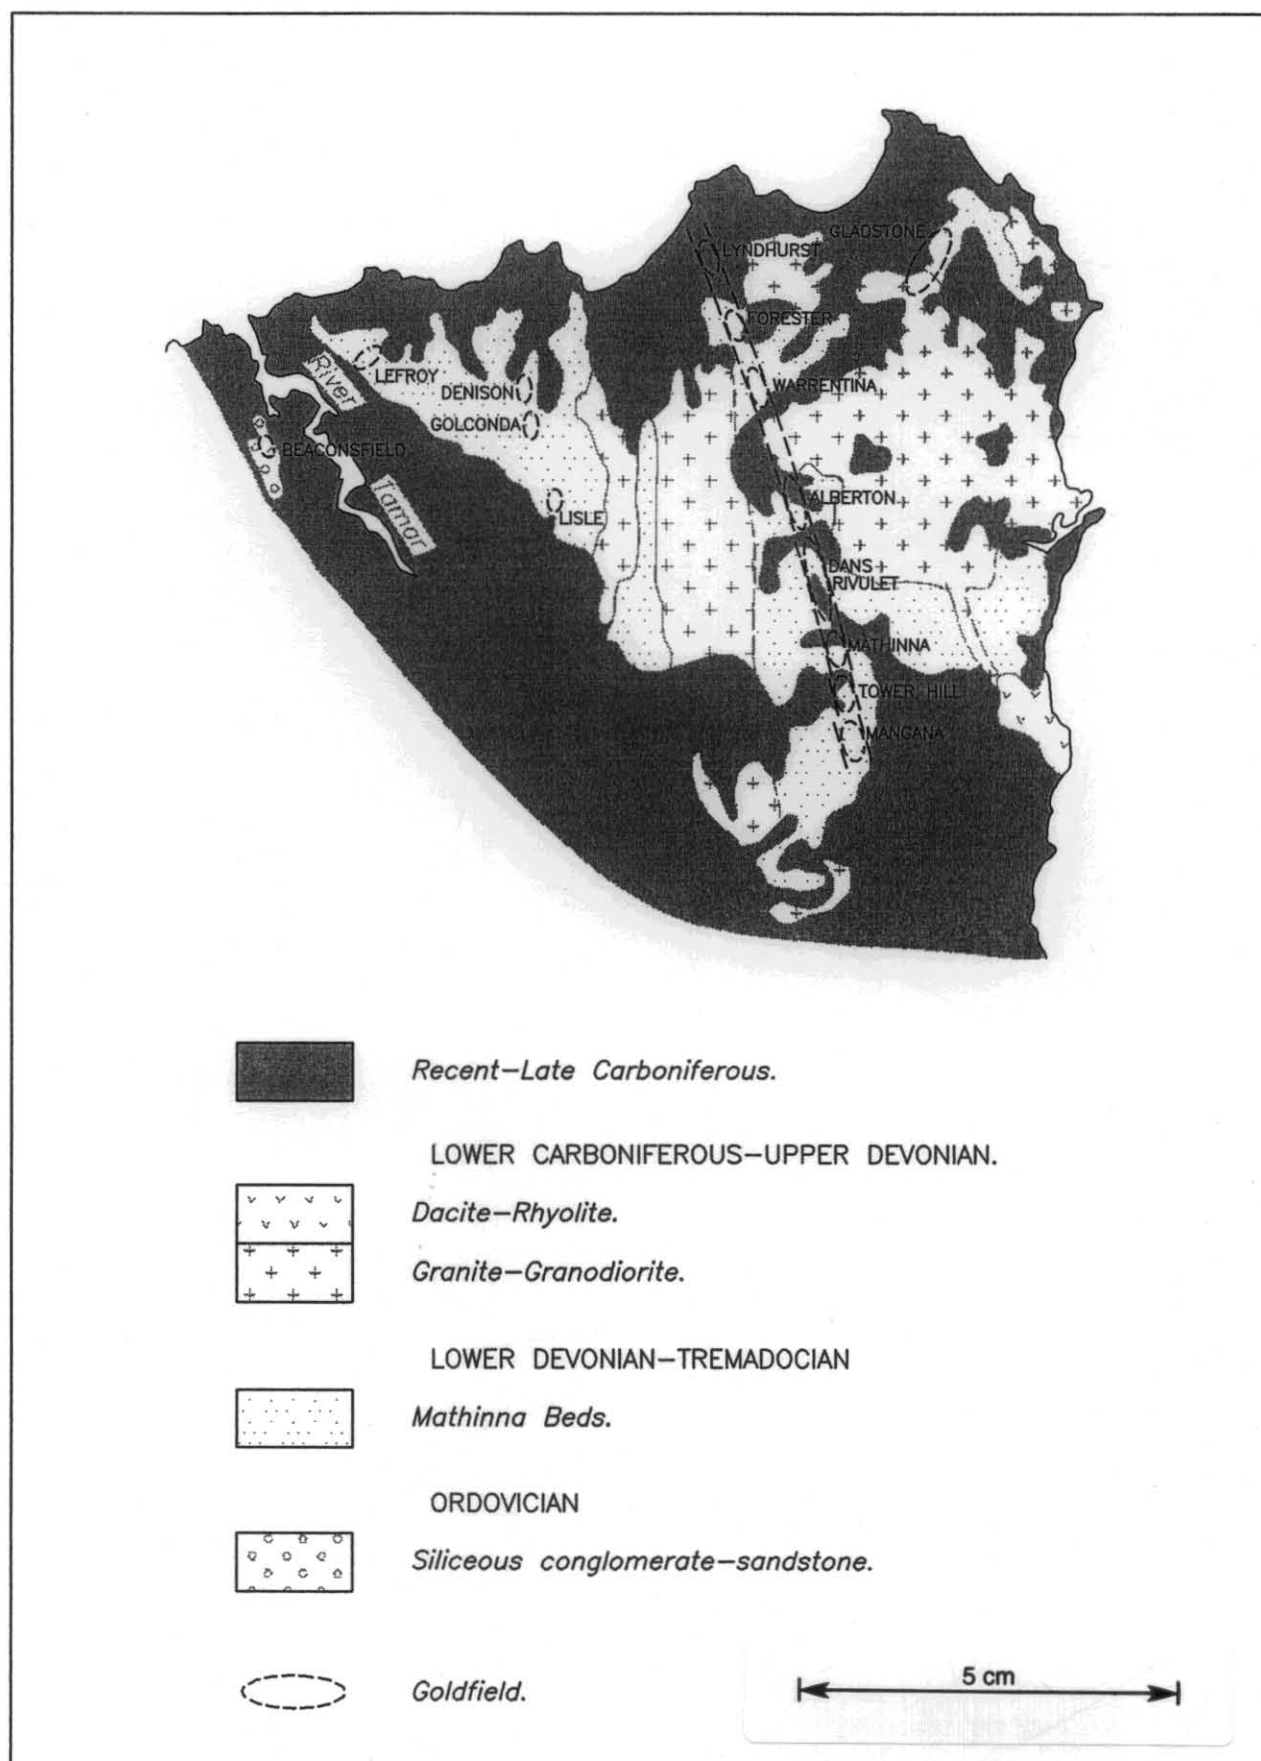 GLADSTONE
LYNDHURST
FORESTER
River
LEFROY
WARRENTINA
DENISON
GOLCONDA
BEACONSFIELD
Tamar
LISLE
ALBERTON
DANS
RIVULET
MATHINNA
TOWER HILL
MANGANA
Recent–Late Carboniferous.
LOWER CARBONIFEROUS–UPPER DEVONIAN.
Dacite–Rhyolite.
Granite–Granodiorite.
LOWER DEVONIAN–TREMADOCIAN
Mathinna Beds.
ORDOVICIAN
Siliceous conglomerate–sandstone.
Goldfield.
5 cm